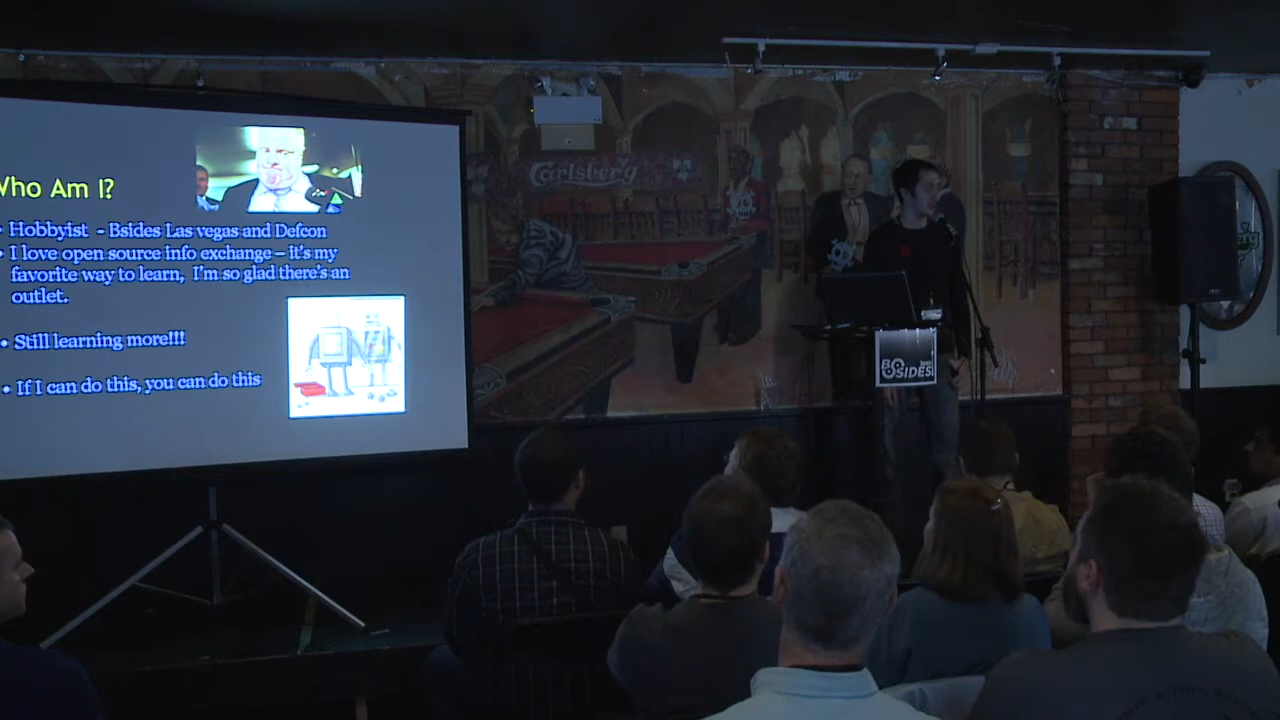 Who Am I?
• Hobbyist - Bsides Las vegas and Defcon
• I love open source info exchange – it's my
favorite way to learn, I'm so glad there's an
outlet.
• Still learning more!!!
• If I can do this, you can do this
Carlsberg
BSIDES